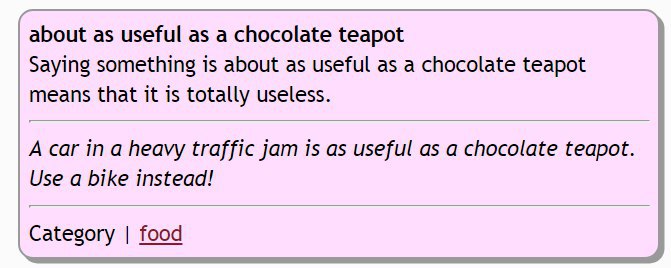 about as useful as a chocolate teapot
Saying something is about as useful as a chocolate teapot
means that it is totally useless.
A car in a heavy traffic jam is as useful as a chocolate teapot.
Use a bike instead!
Category | food